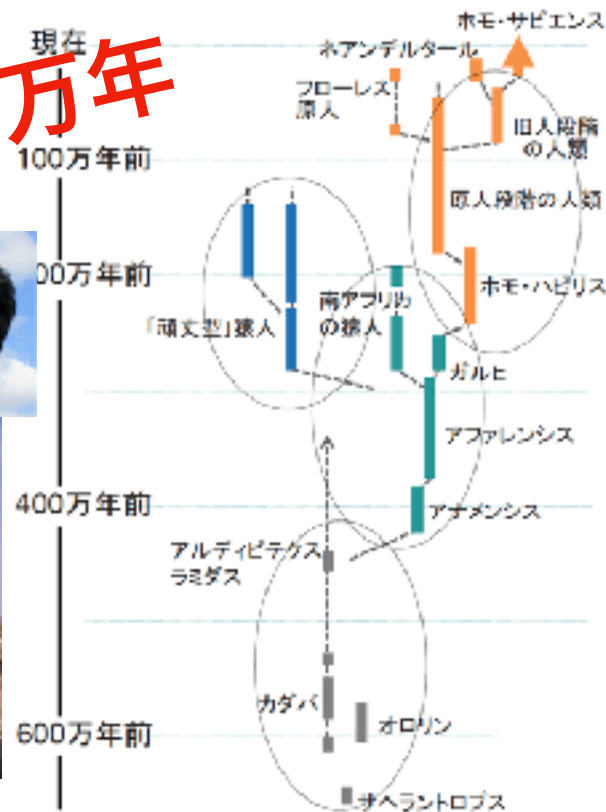 現在
万年
ホモ・サピエンス
ネアンデルタール
フローレス
原人
旧人段階
の人類
100万年前
原人段階の人類
00万年前
ホモ・ハビリス
南アフリカ
の猿人
「頑丈型」猿人
ガルヒ
アファレンシス
400万年前
アナメンシス
アルディピテクス
ラミダス
カダバ
オロリン
600万年前
サヘラントロプス